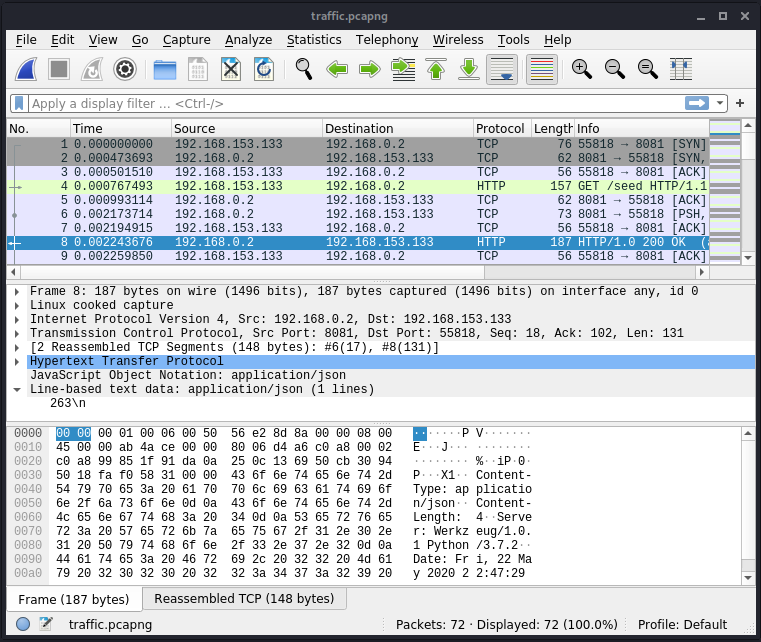 traffic.pcapng
File Edit View Go Capture Analyze Statistics Telephony Wireless Tools Help
Apply a display filter … <Ctrl-/>
No. Time Source Destination Protocol Length Info
1 0.000000000 192.168.153.133 192.168.0.2 TCP 76 55818 → 8081 [SYN]
2 0.000473693 192.168.0.2 192.168.153.133 TCP 62 8081 → 55818 [SYN,
3 0.000501510 192.168.153.133 192.168.0.2 TCP 56 55818 → 8081 [ACK]
4 0.000767493 192.168.153.133 192.168.0.2 HTTP 157 GET /seed HTTP/1.1
5 0.000993114 192.168.0.2 192.168.153.133 TCP 62 8081 → 55818 [ACK]
6 0.002173714 192.168.0.2 192.168.153.133 TCP 73 8081 → 55818 [PSH,
7 0.002194915 192.168.153.133 192.168.0.2 TCP 56 55818 → 8081 [ACK]
8 0.002243676 192.168.0.2 192.168.153.133 HTTP 187 HTTP/1.0 200 OK
9 0.002259850 192.168.153.133 192.168.0.2 TCP 56 55818 → 8081 [ACK]
Frame 8: 187 bytes on wire (1496 bits), 187 bytes captured (1496 bits) on interface any, id 0
Linux cooked capture
Internet Protocol Version 4, Src: 192.168.0.2, Dst: 192.168.153.133
Transmission Control Protocol, Src Port: 8081, Dst Port: 55818, Seq: 18, Ack: 102, Len: 131
[2 Reassembled TCP Segments (148 bytes): #6(17), #8(131)]
Hypertext Transfer Protocol
JavaScript Object Notation: application/json
Line-based text data: application/json (1 lines)
263\n
0000 00 00 00 01 00 06 00 50 56 e2 8d 8a 00 00 08 00 ·······P V·······
0010 45 00 00 ab 4a ce 00 00 80 06 d4 a6 c0 a8 00 02 E···J··· ········
0020 c0 a8 99 85 1f 91 da 0a 25 0c 13 69 50 cb 30 94 ········ %··iP·0·
0030 50 18 fa f0 58 31 00 00 43 6f 6e 74 65 6e 74 2d P···X1·· Content-
0040 54 79 70 65 3a 20 61 70 70 6c 69 63 61 74 69 6f Type: ap plicatio
0050 6e 2f 6a 73 6f 6e 0d 0a 43 6f 6e 74 65 6e 74 2d n/json·· Content-
0060 4c 65 6e 67 74 68 3a 20 34 0d 0a 53 65 72 76 65 Length: 4··Serve
0070 72 3a 20 57 65 72 6b 7a 65 75 67 2f 31 2e 30 2e r: Werkz eug/1.0.
0080 31 20 50 79 74 68 6f 6e 2f 33 2e 37 2e 32 0d 0a 1 Python /3.7.2··
0090 44 61 74 65 3a 20 46 72 69 2c 20 32 32 20 4d 61 Date: Fr i, 22 Ma
00a0 79 20 32 30 32 30 20 32 32 3a 34 37 3a 32 39 20 y 2020 2 2:47:29
Frame (187 bytes) Reassembled TCP (148 bytes)
traffic.pcapng Packets: 72 · Displayed: 72 (100.0%) Profile: Default